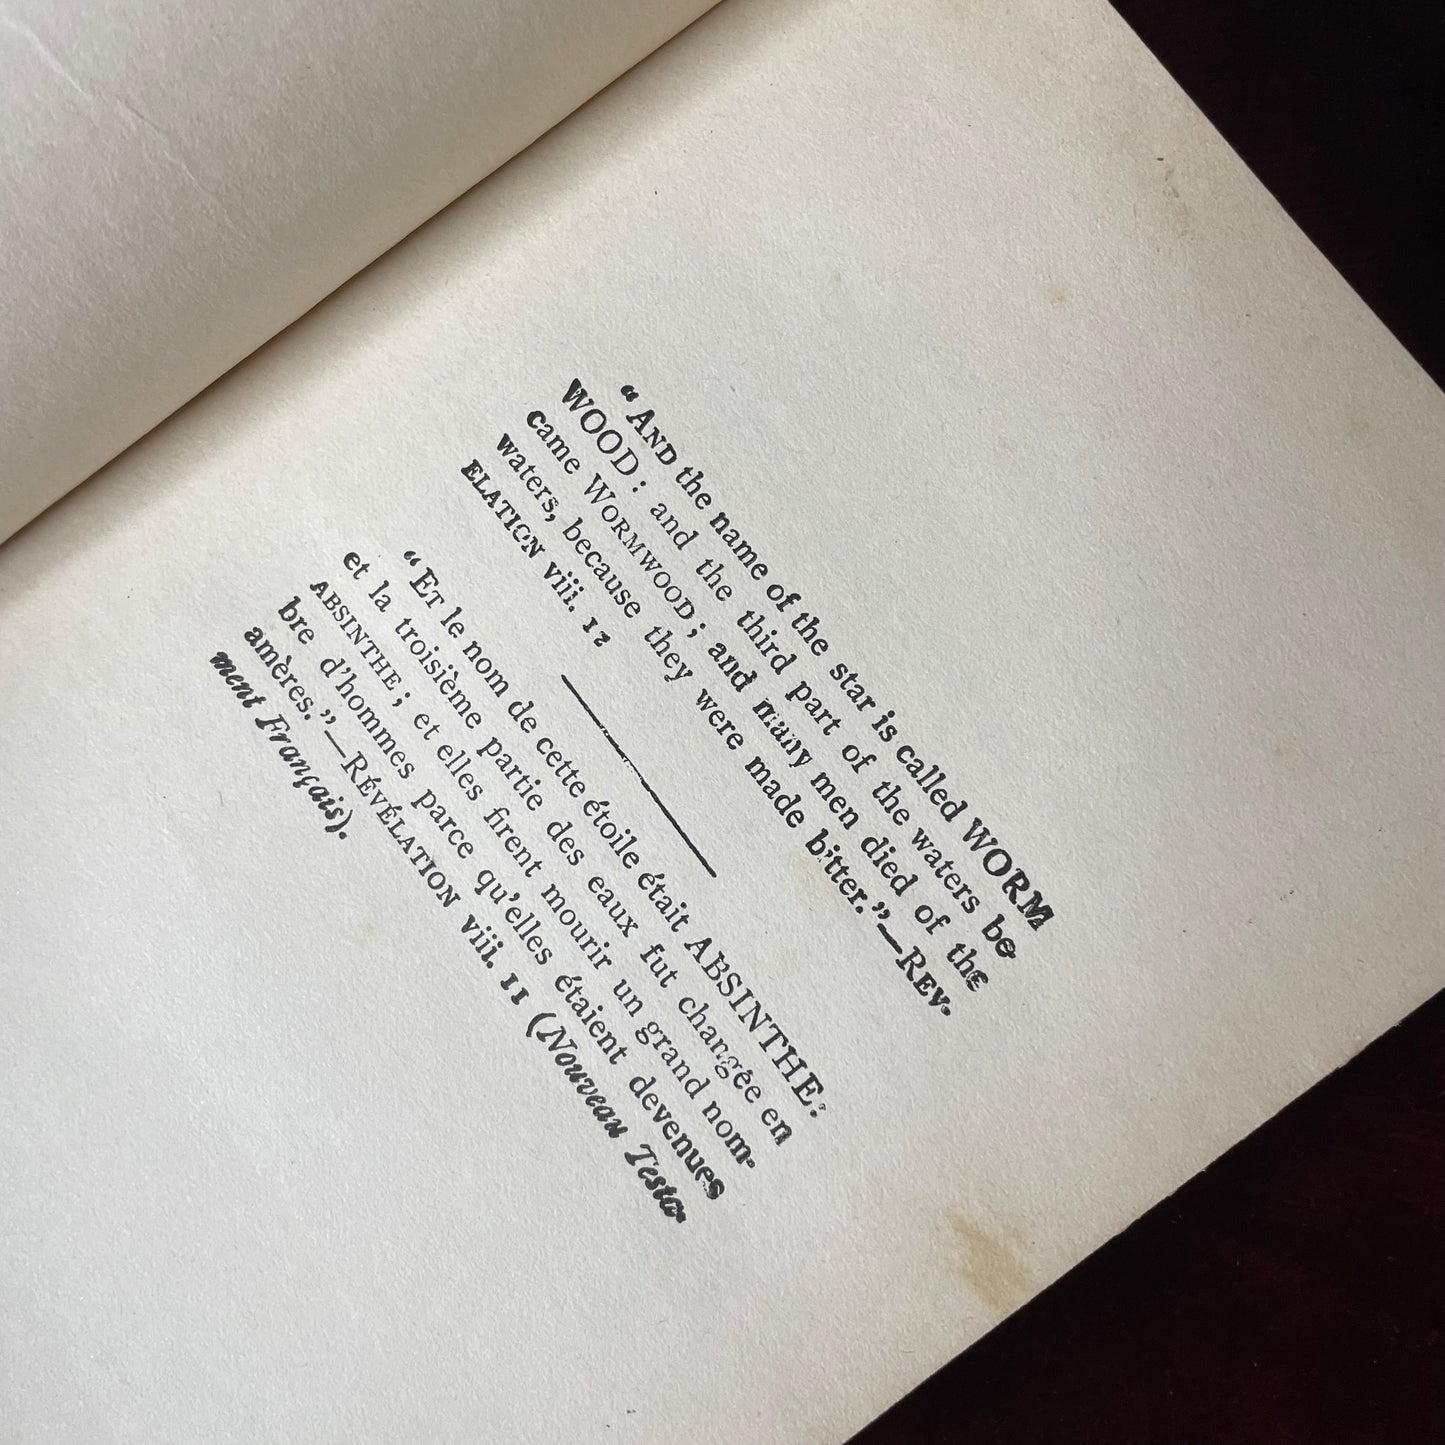 “AND the name of the star is called WORM
WOOD: and the third part of the waters be
came WORMWOOD; and many men died of the
waters, because they were made bitter.”—REV.
ELATION viii. 12
“ET le nom de cette étoile était ABSINTHE:
et la troisième partie des eaux fut changée en
ABSINTHE; et elles firent mourir un grand nom-
bre d'hommes parce qu'elles étaient devenues
amères.”—RÉVÉLATION viii. 11 (Nouveau Testa-
ment Français).